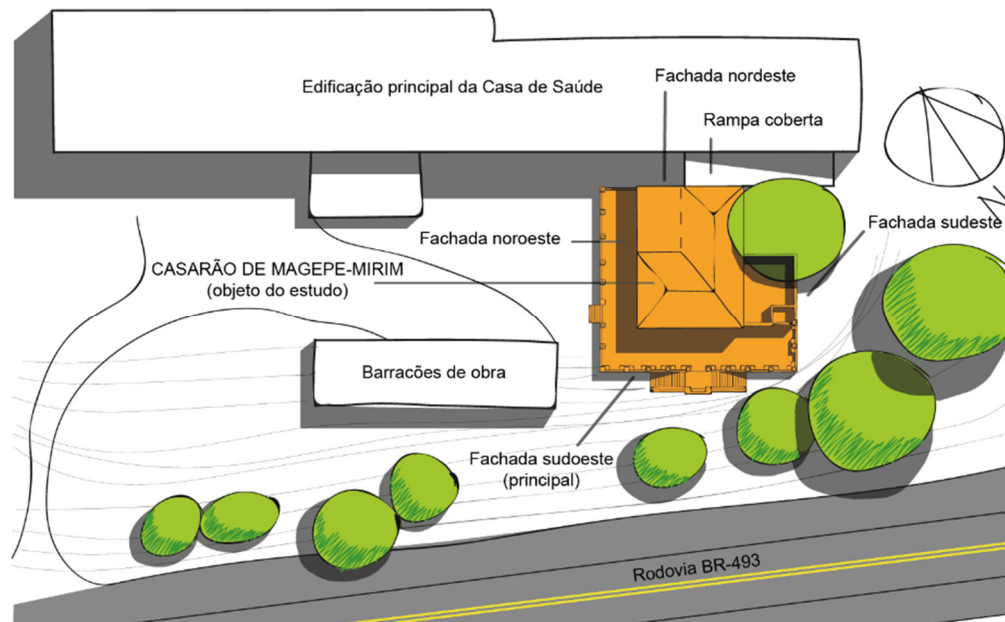 Edificação principal da Casa de Saúde
Fachada nordeste
Rampa coberta
Fachada noroeste
Fachada sudeste
CASARÃO DE MAGEPE-MIRIM
(objeto do estudo)
Barracões de obra
Fachada sudoeste
(principal)
Rodovia BR-493